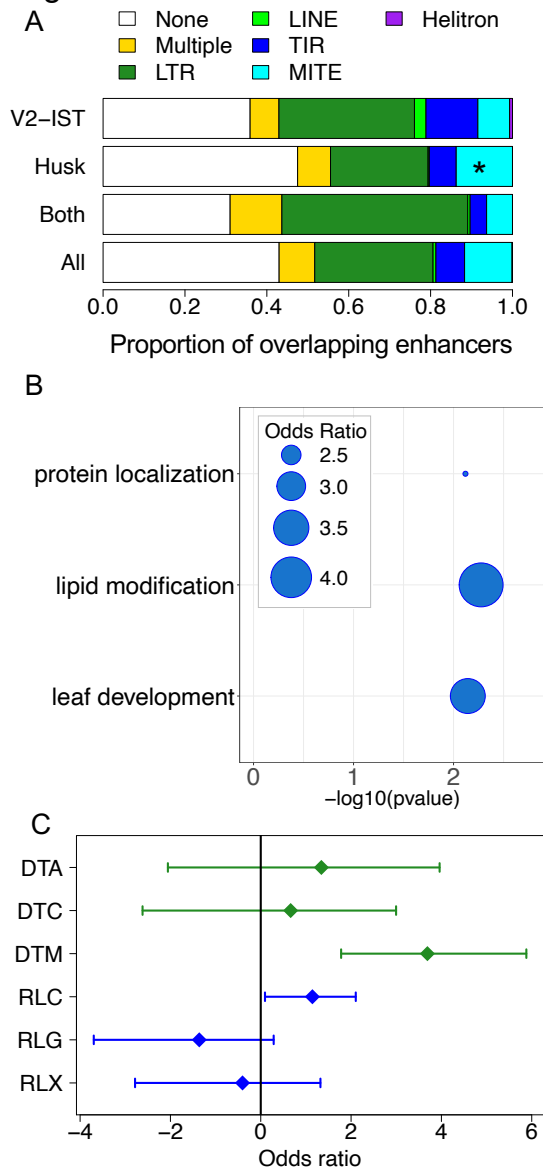 A
None
LINE
Helitron
Multiple
TIR
LTR
MITE
V2−IST
Husk
*
Both
All
0.0 0.2 0.4 0.6 0.8 1.0
Proportion of overlapping enhancers
B
Odds Ratio
2.5
3.0
3.5
4.0
protein localization
lipid modification
leaf development
0 1 2
−log10(pvalue)
C
DTA
DTC
DTM
RLC
RLG
RLX
−4 −2 0 2 4 6
Odds ratio